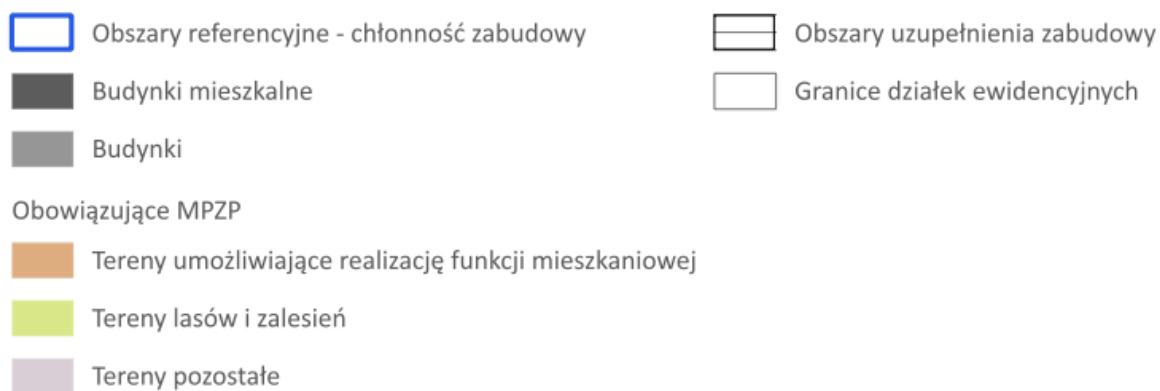 Obszary referencyjne - chłonność zabudowy
Obszary uzupełnienia zabudowy
Budynki mieszkalne
Granice działek ewidencyjnych
Budynki
Obowiązujące MPZP
Tereny umożliwiające realizację funkcji mieszkaniowej
Tereny lasów i zalesień
Tereny pozostałe